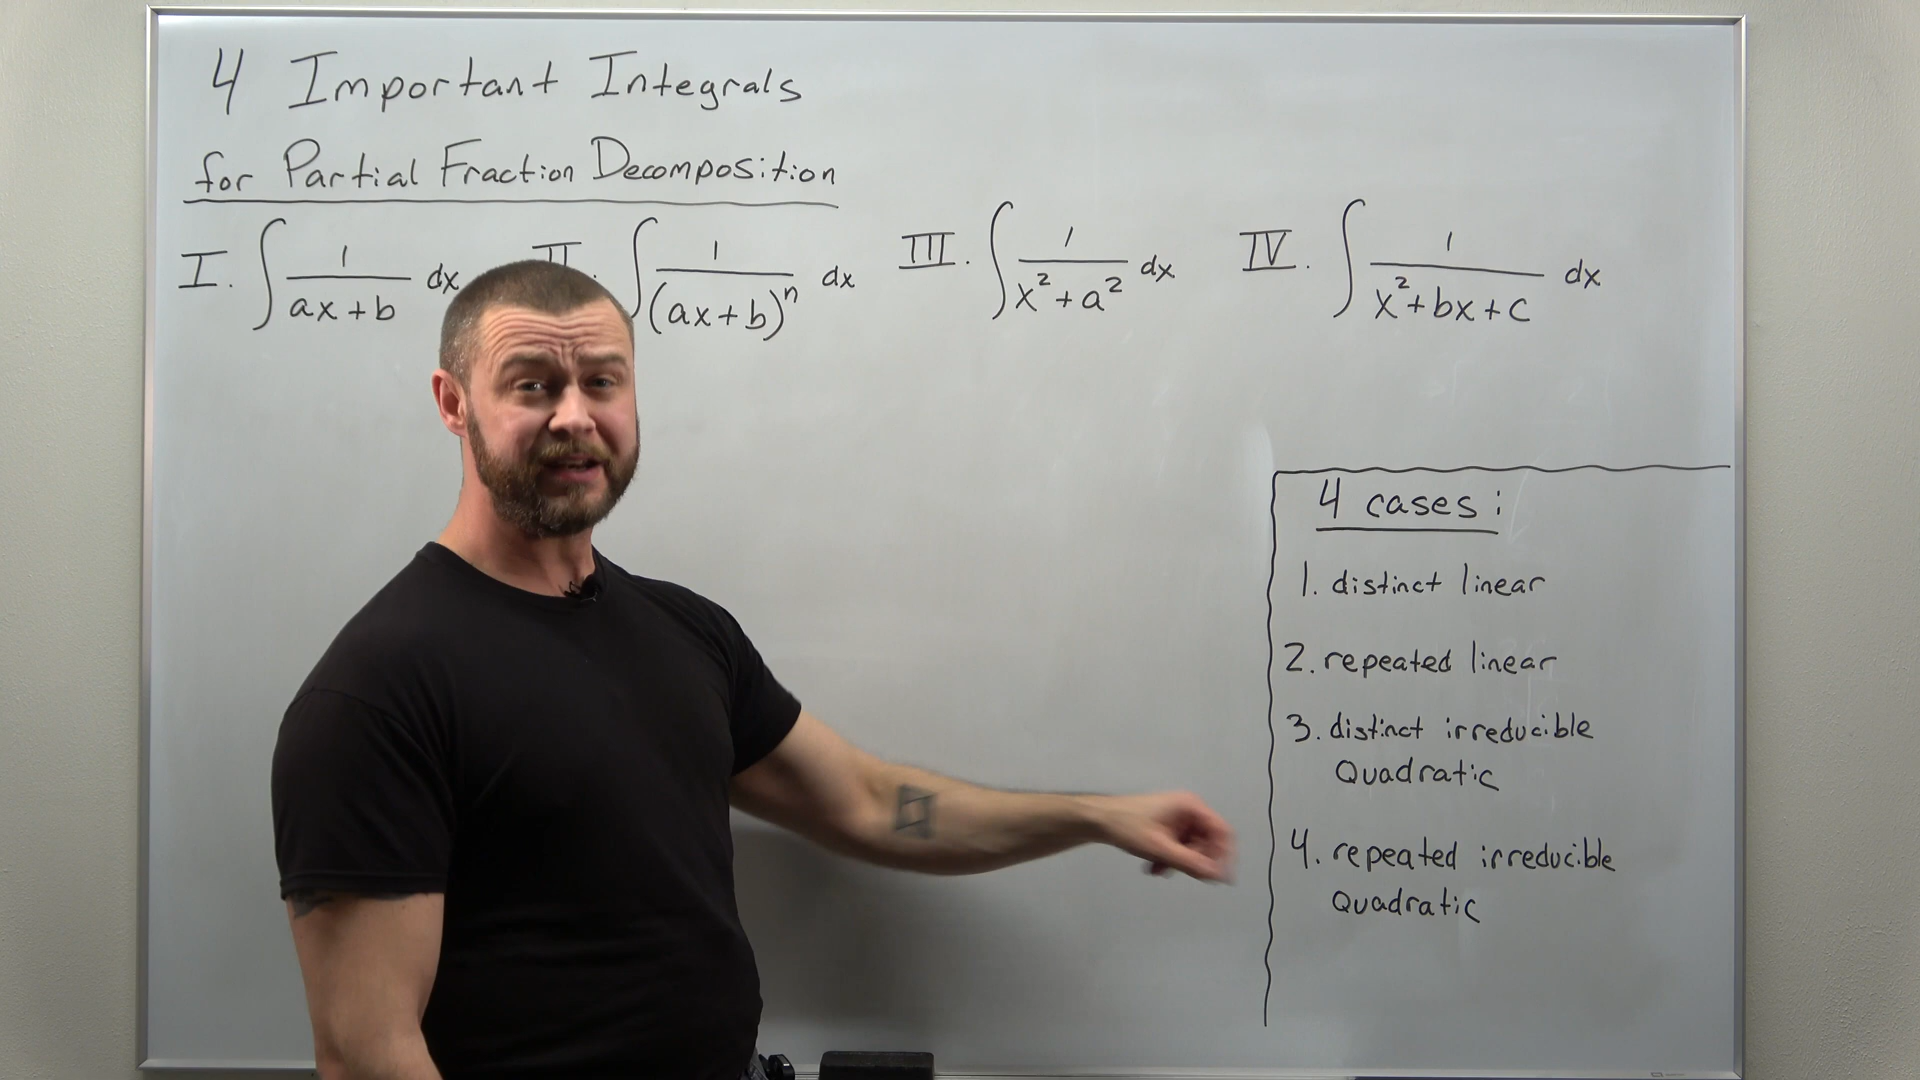 4 Important Integrals
for Partial Fraction Decomposition
I. ∫ 1/(ax+b) dx II. ∫ 1/(ax+b)ⁿ dx III. ∫ 1/(x²+a²) dx IV. ∫ 1/(x²+bx+c) dx
4 cases:
1. distinct linear
2. repeated linear
3. distinct irreducible
Quadratic
4. repeated irreducible
Quadratic